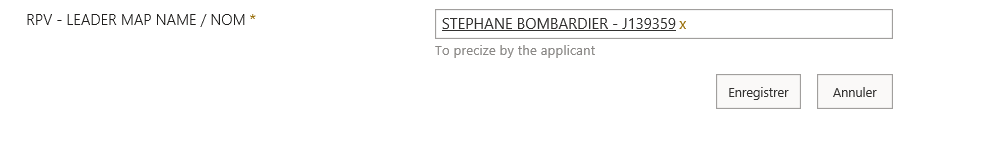 RPV - LEADER MAP NAME / NOM *
STEPHANE BOMBARDIER - J139359 x
To precize by the applicant
Enregistrer
Annuler